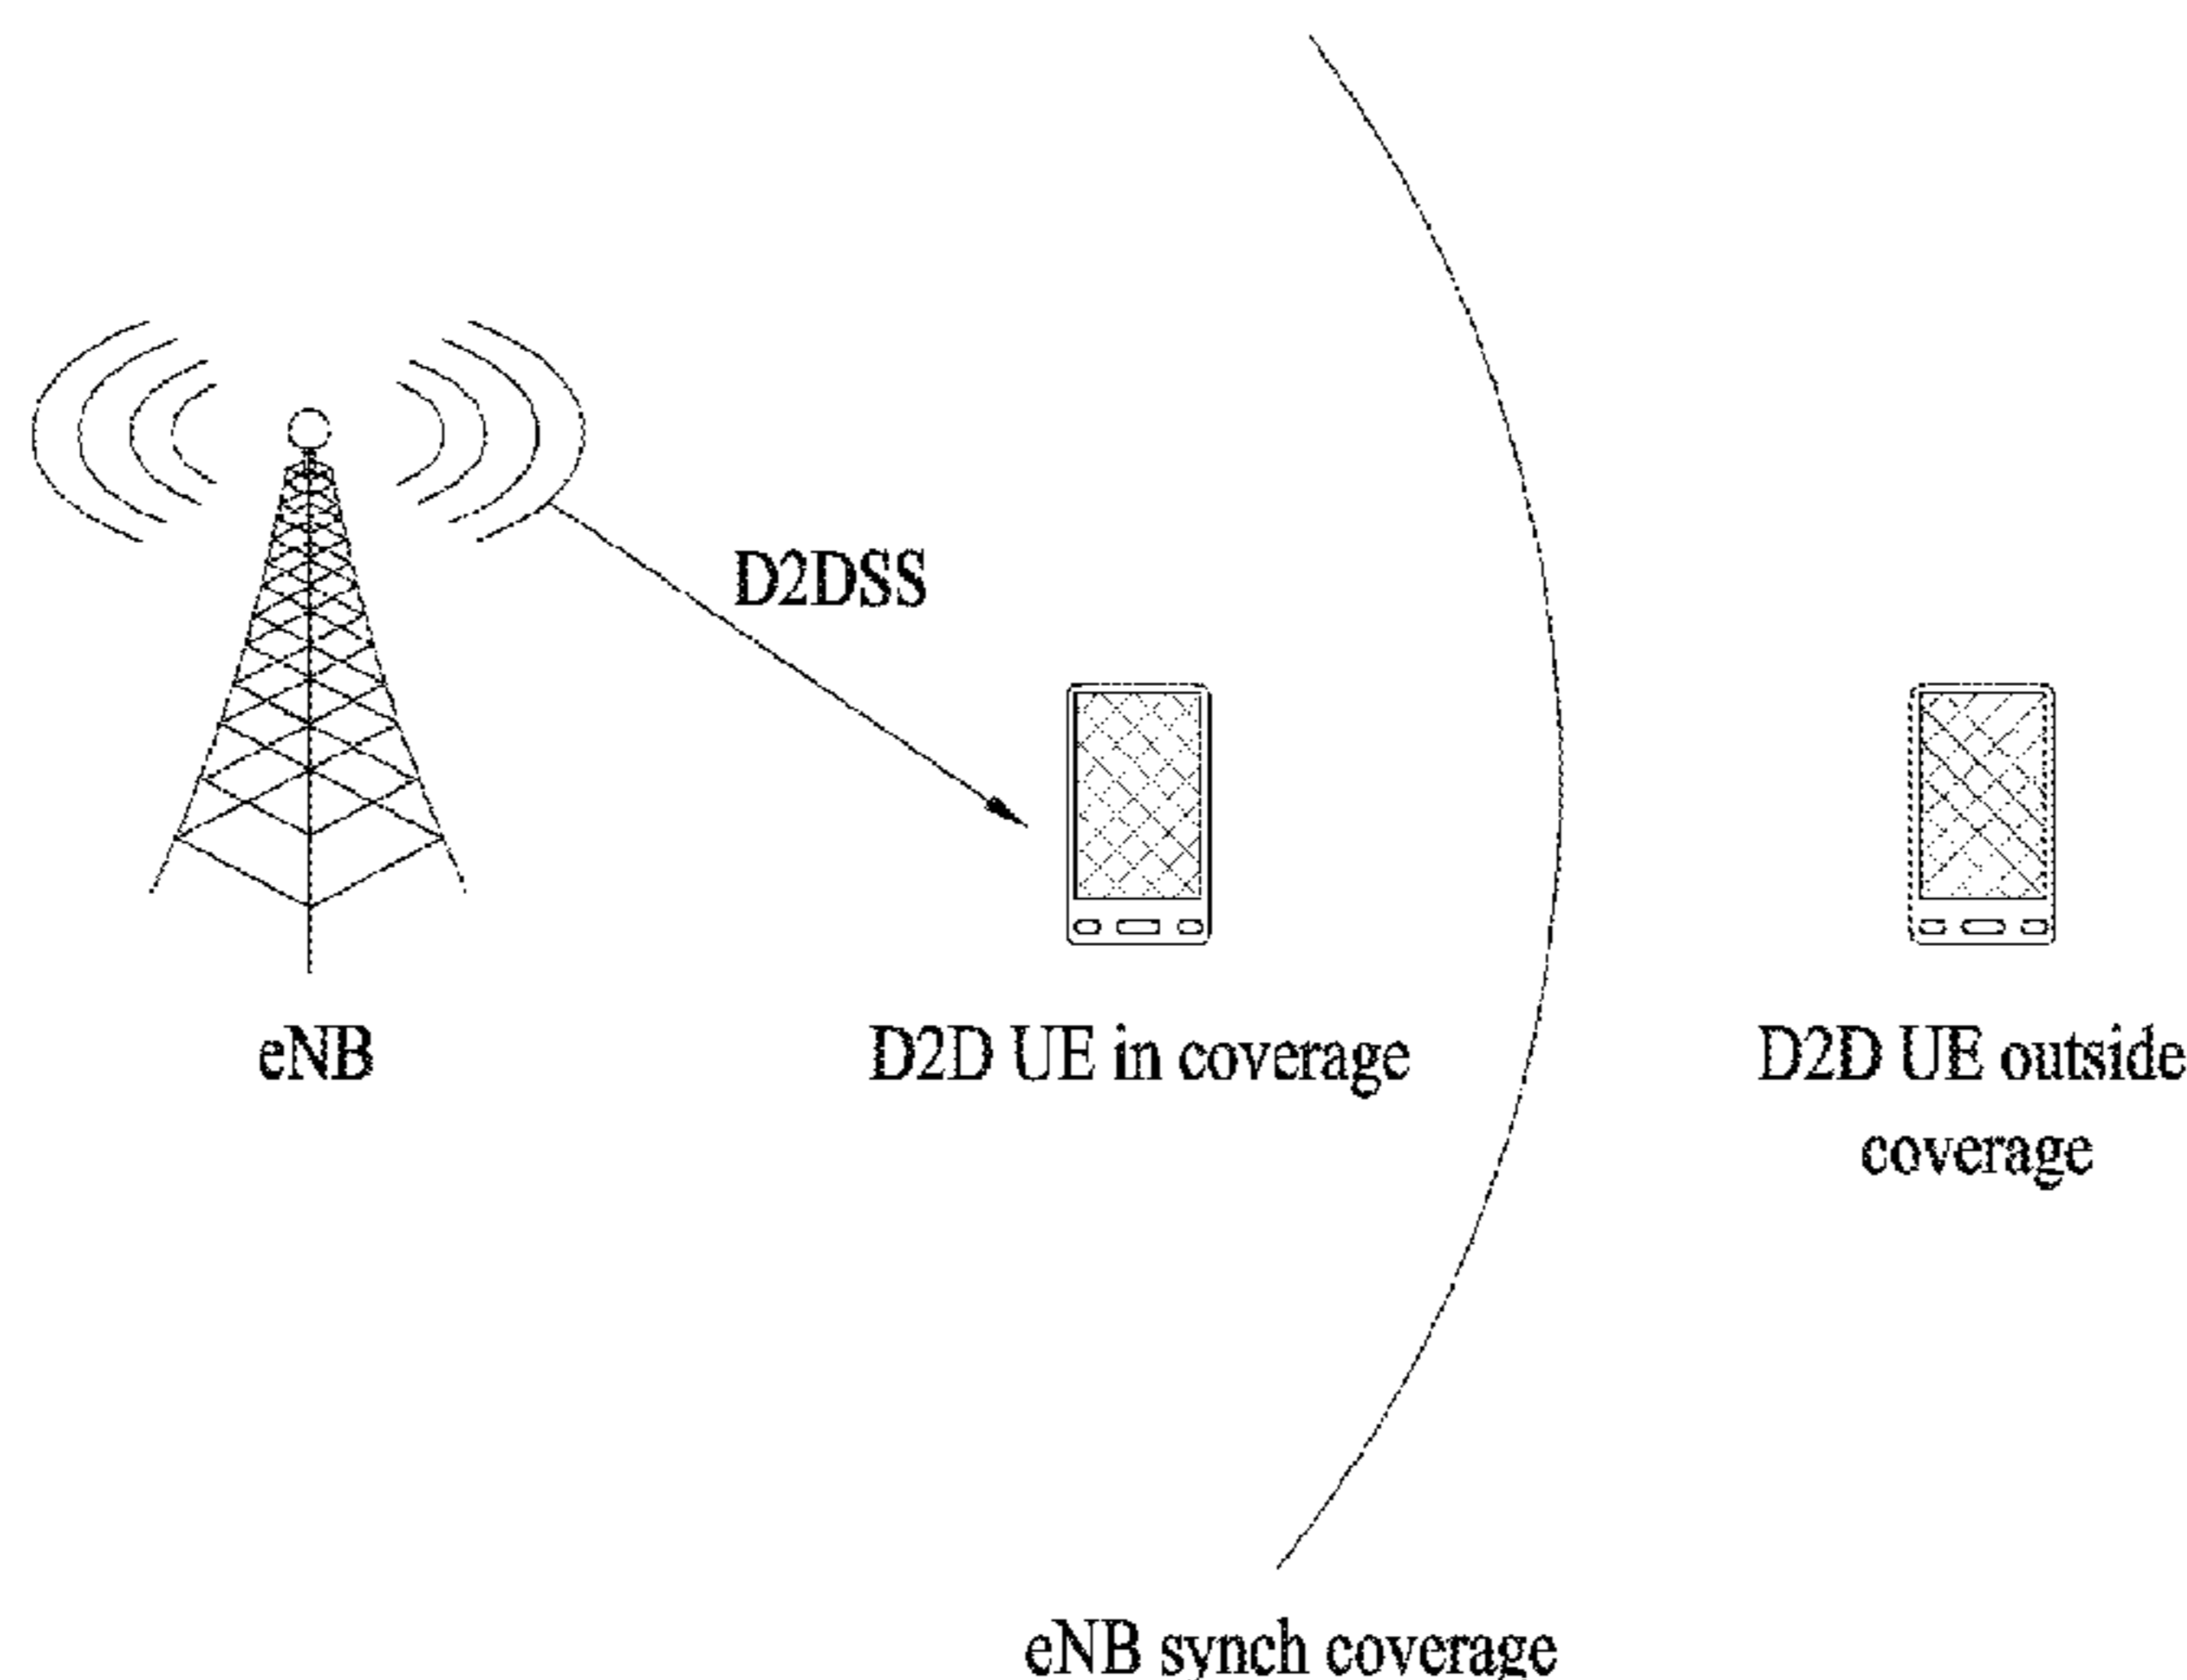 D2DSS
eNB
D2D UE in coverage
D2D UE outside
coverage
eNB synch coverage